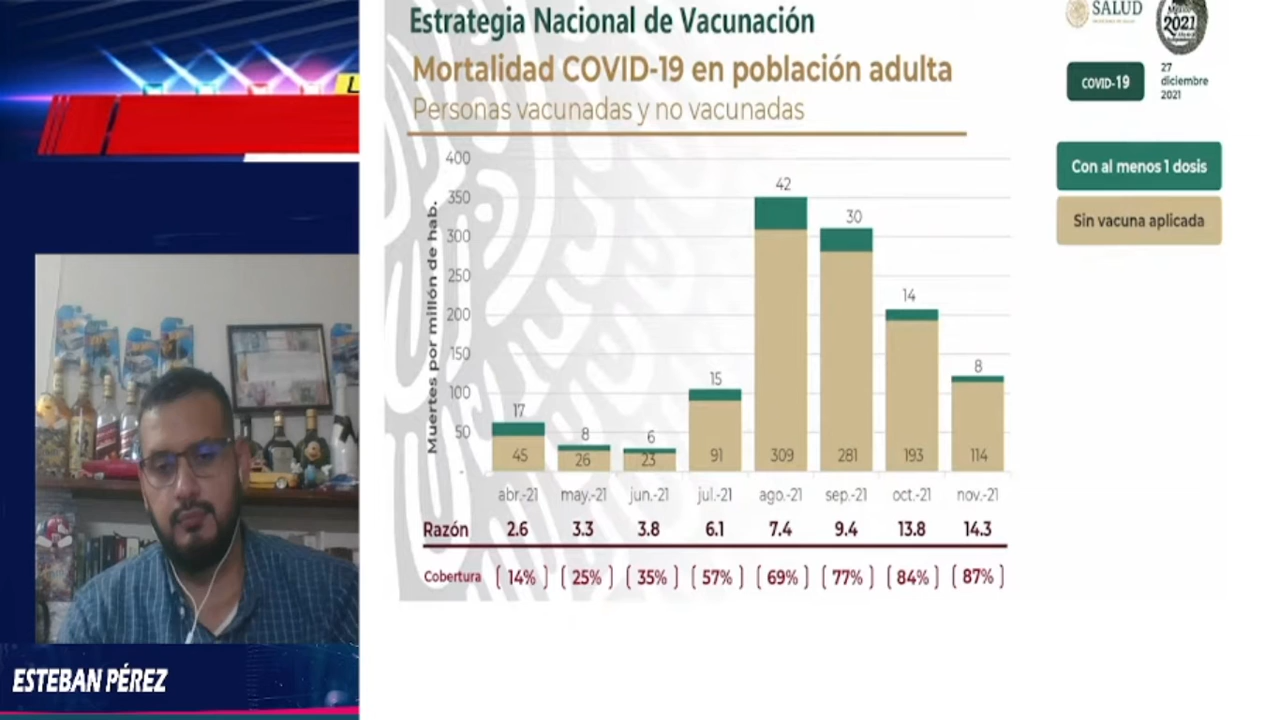 Estrategia Nacional de Vacunación
Mortalidad COVID-19 en población adulta
Personas vacunadas y no vacunadas
SALUD
2021
COVID-19
27
diciembre
2021
Con al menos 1 dosis
Sin vacuna aplicada
Muertes por millón de hab.
400
350
300
250
200
150
100
50
-
17 8 6 15 42 30 14 8
45 26 23 91 309 281 193 114
abr.-21 may.-21 jun.-21 jul.-21 ago.-21 sep.-21 oct.-21 nov.-21
Razón 2.6 3.3 3.8 6.1 7.4 9.4 13.8 14.3
Cobertura ( 14% ) ( 25% ) ( 35% ) ( 57% ) ( 69% ) ( 77% ) ( 84% ) ( 87% )
ESTEBAN PÉREZ